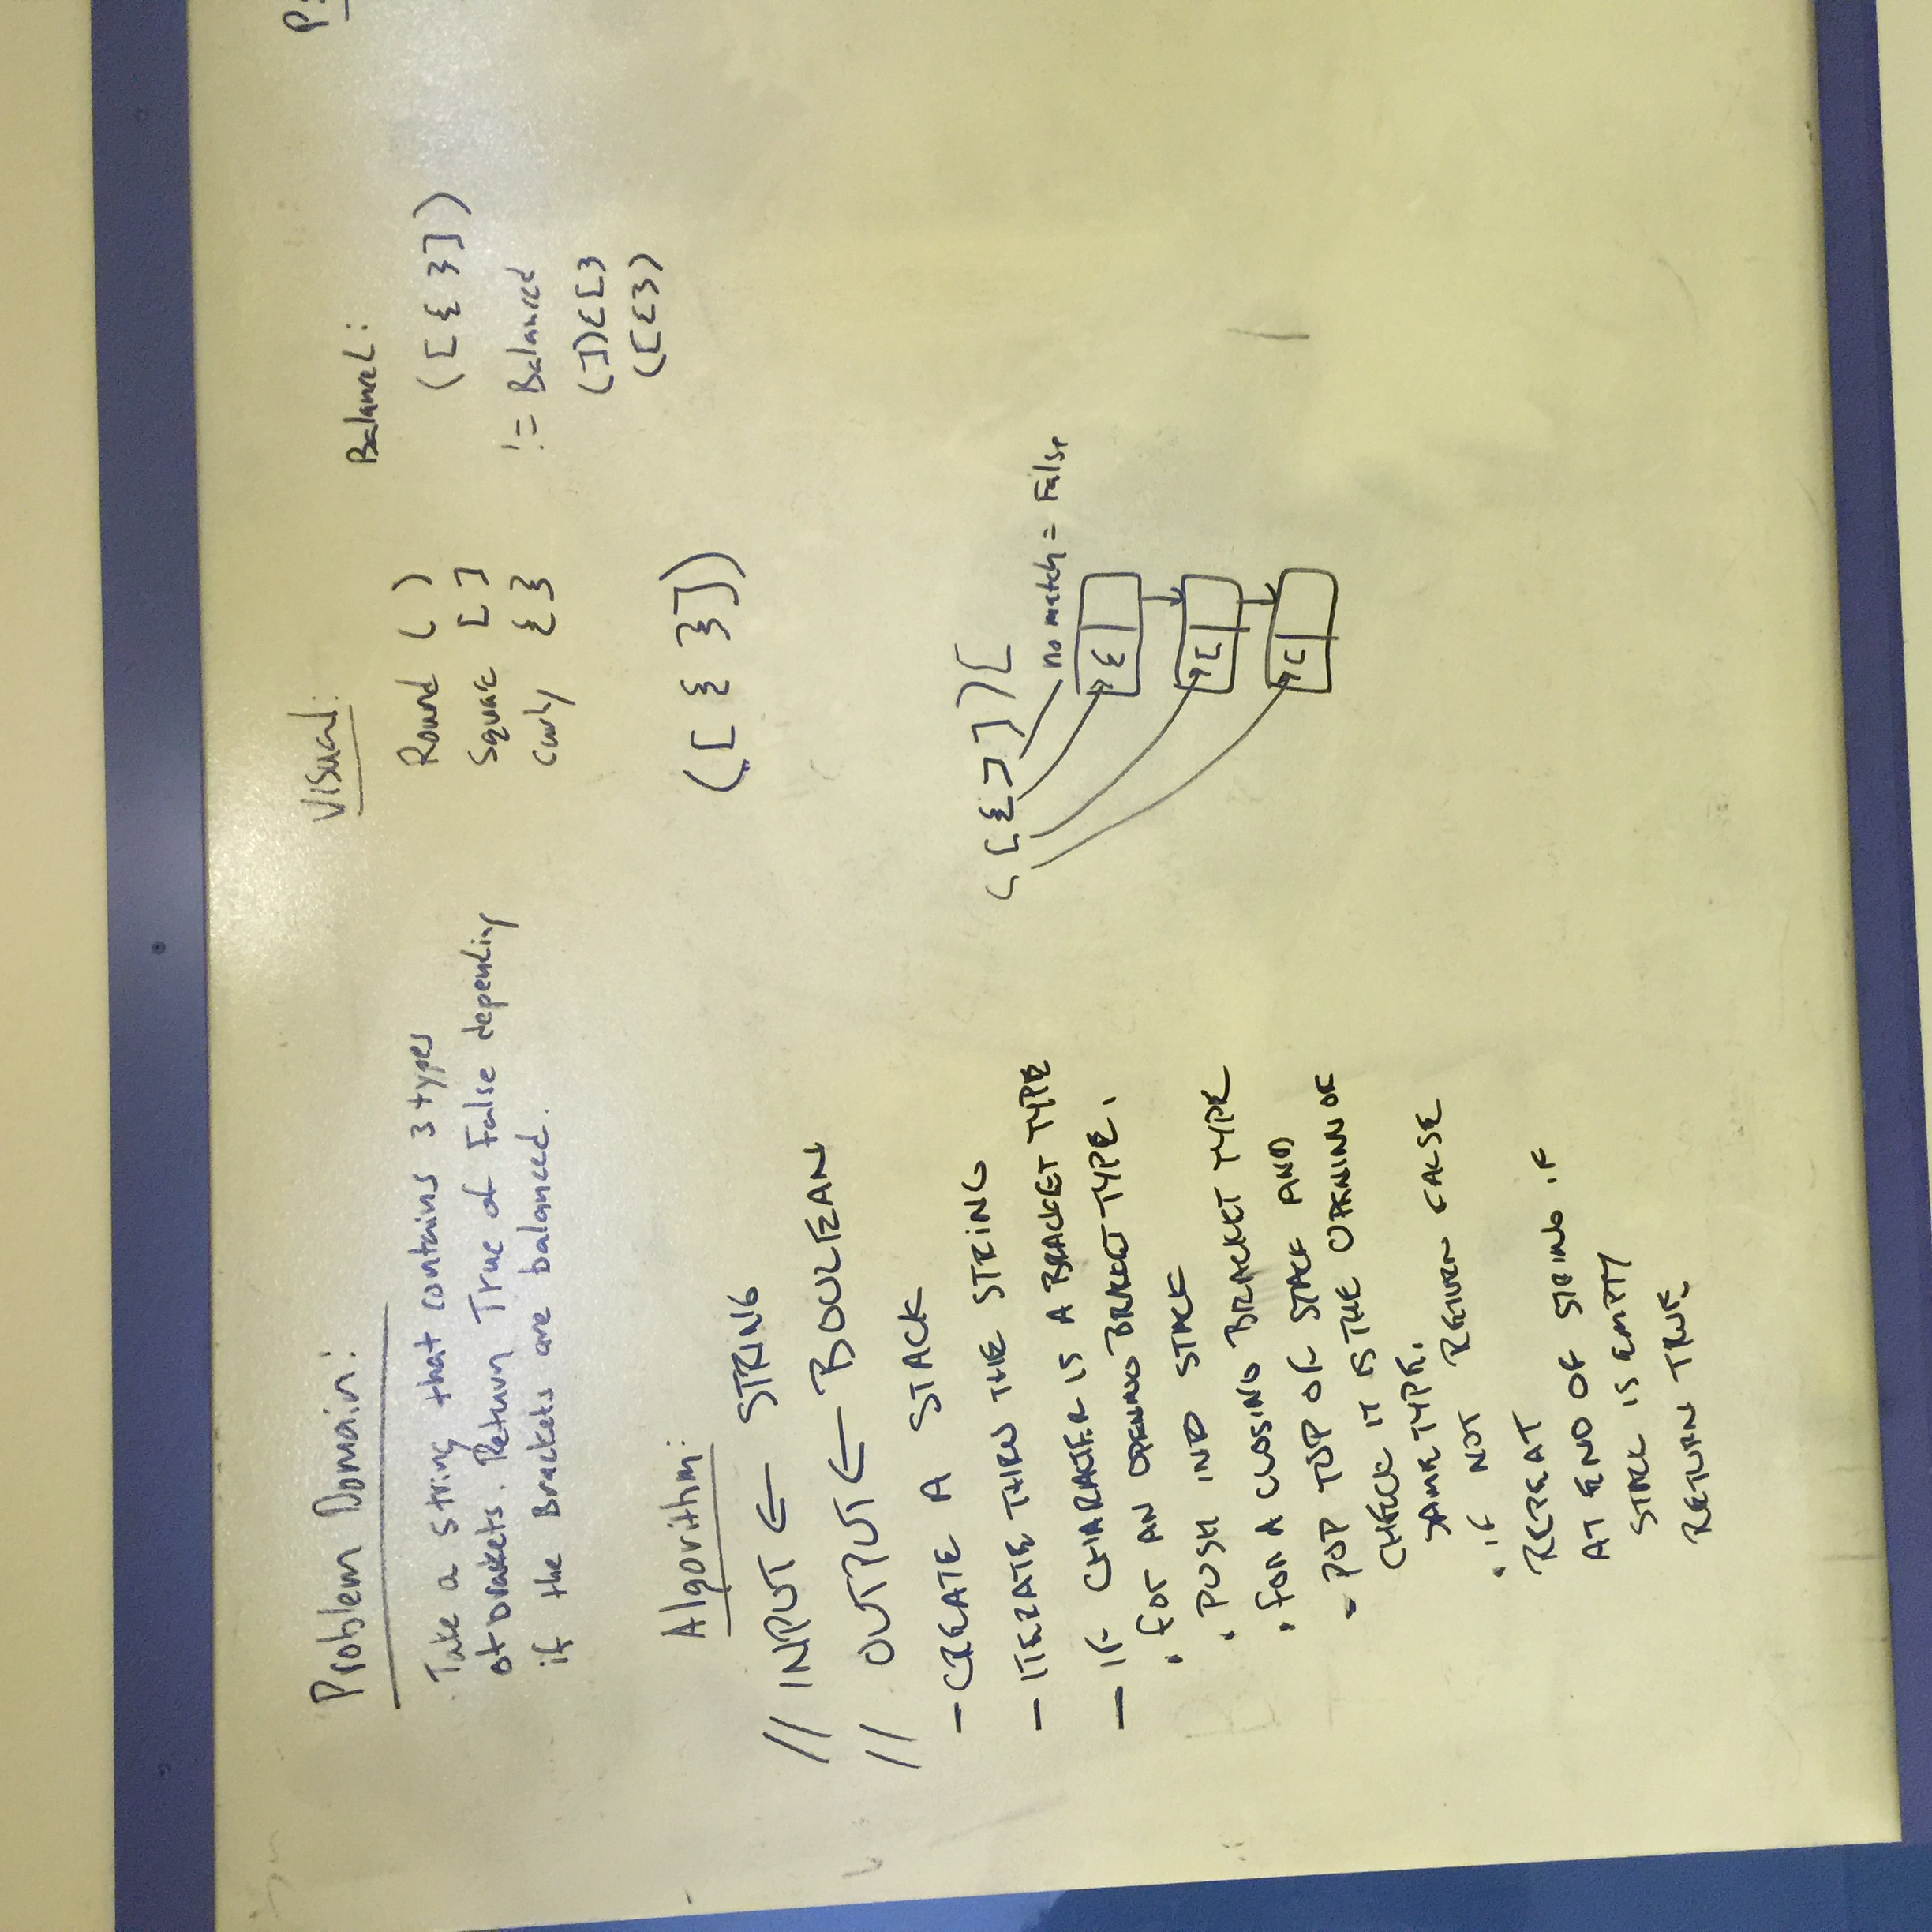 Problem Domain:
Take a string that contains 3 types
of brackets. Return True of False depending
if the Brackets are balanced.
Algorithm:
// INPUT ← STRING
// OUTPUT ← BOOLEAN
- CREATE A STACK
- ITERATE THRU THE STRING
- IF CHARACTER IS A BRACKET TYPE
. FOR AN OPENING BRACKET TYPE,
. PUSH INTO STACK
. FOR A CLOSING BRACKET TYPE
- POP TOP OF STACK AND
CHECK IT IS THE OPENING OF
SAME TYPE.
. IF NOT RETURN FALSE
REPEAT
AT END OF STRING IF
STACK IS EMPTY
RETURN TRUE
Visual:
Round ( )
Square [ ]
Curly { }
Balanced:
([{ }])
!= Balanced
(]){[}
([{})
([{ }])
([{]])[
no match = False
{
[
(